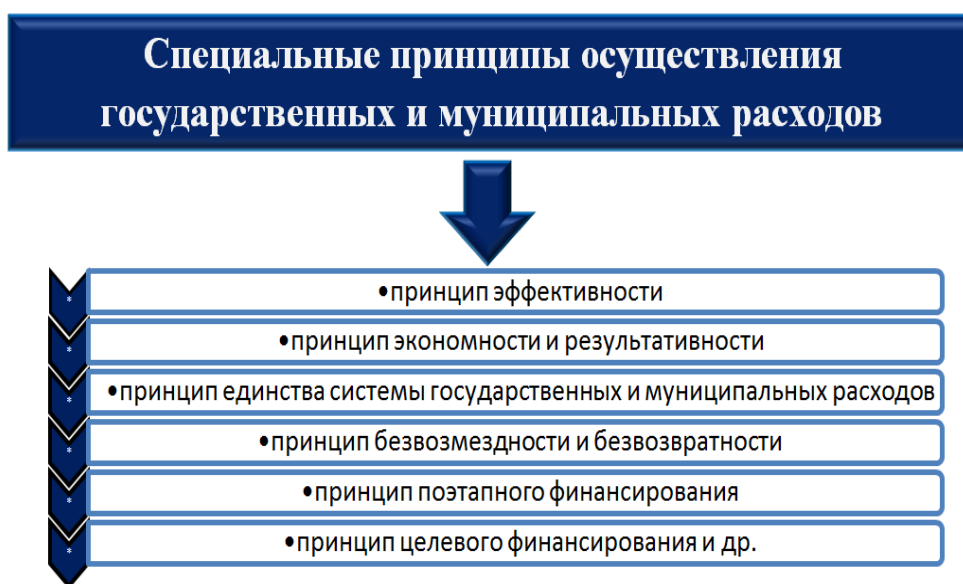 Специальные принципы осуществления
государственных и муниципальных расходов
* •принцип эффективности
* •принцип экономности и результативности
* •принцип единства системы государственных и муниципальных расходов
* •принцип безвозмездности и безвозвратности
* •принцип поэтапного финансирования
* •принцип целевого финансирования и др.